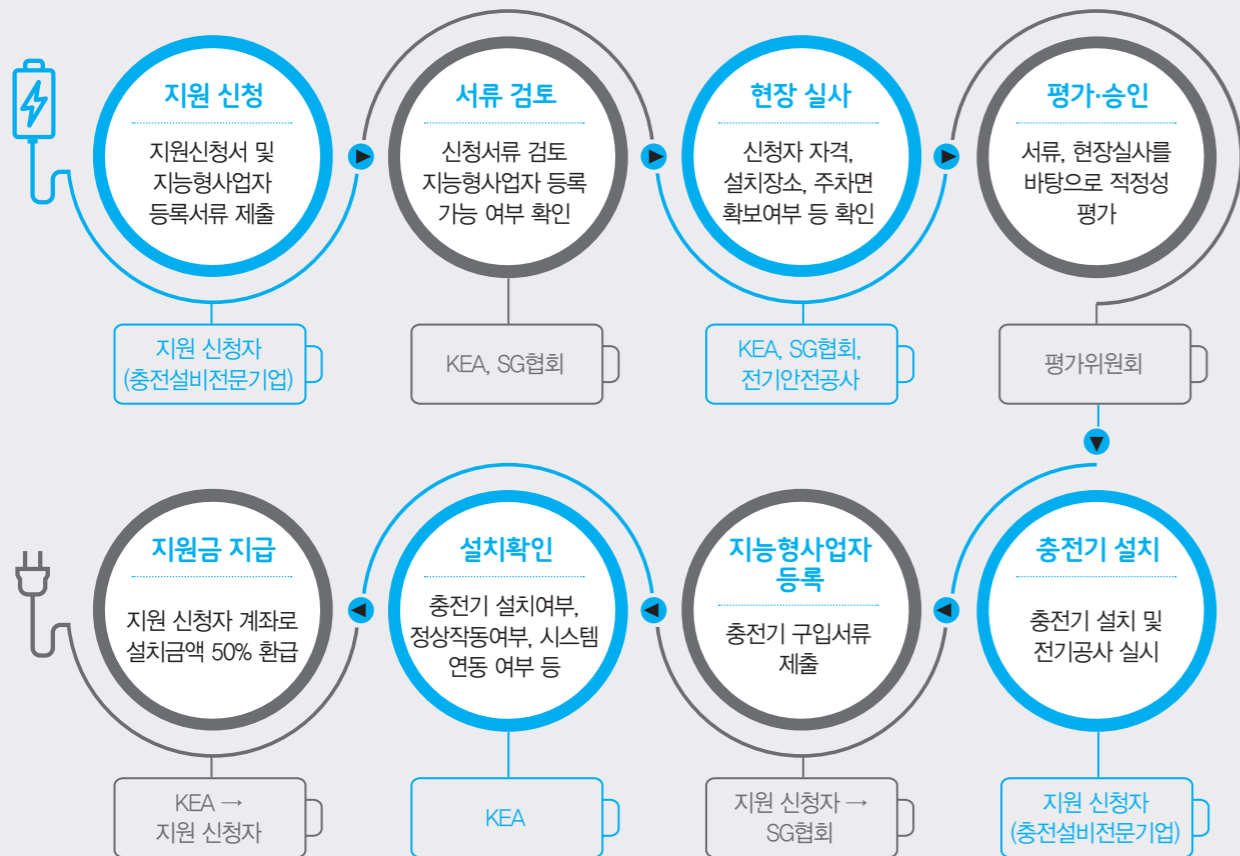 지원 신청
지원신청서 및
지능형사업자
등록서류 제출
지원 신청자
(충전설비전문기업)
서류 검토
신청서류 검토
지능형사업자 등록
가능 여부 확인
KEA, SG협회
현장 실사
신청자 자격,
설치장소, 주차면
확보여부 등 확인
KEA, SG협회,
전기안전공사
평가·승인
서류, 현장실사를
바탕으로 적정성
평가
평가위원회
충전기 설치
충전기 설치 및
전기공사 실시
지원 신청자
(충전설비전문기업)
지능형사업자
등록
충전기 구입서류
제출
지원 신청자 →
SG협회
설치확인
충전기 설치여부,
정상작동여부, 시스템
연동 여부 등
KEA
지원금 지급
지원 신청자 계좌로
설치금액 50% 환급
KEA →
지원 신청자